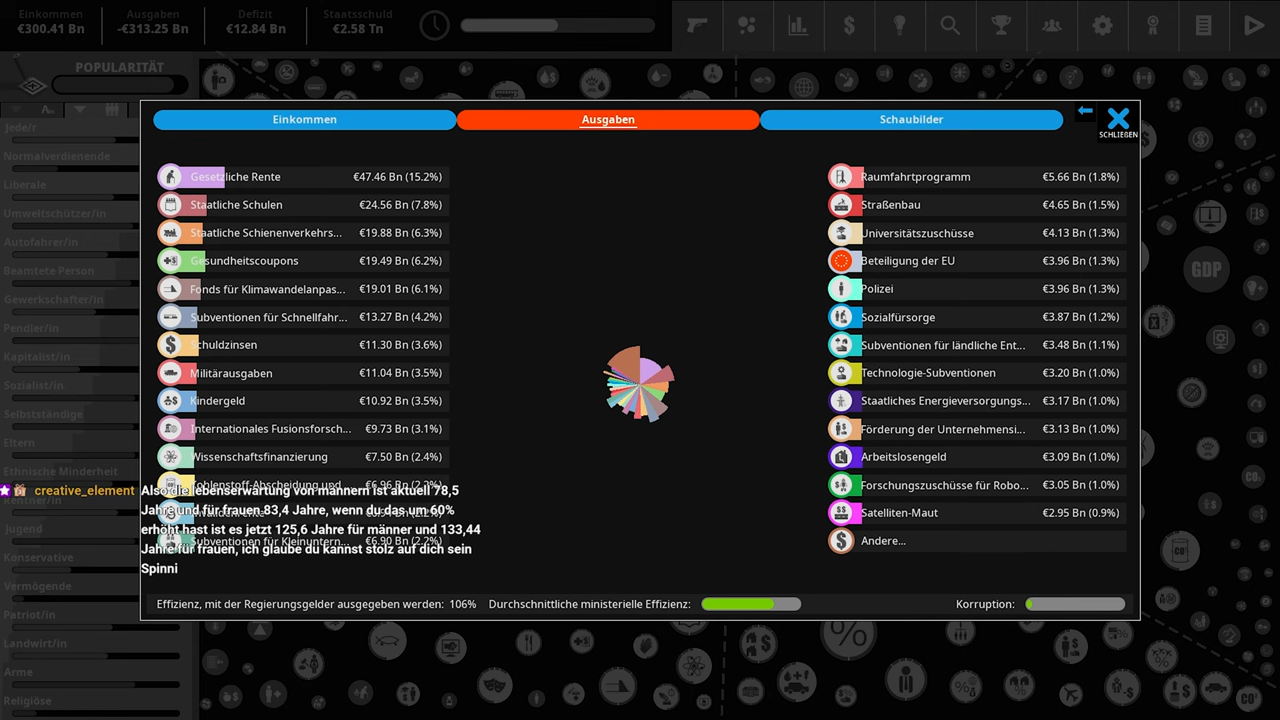 Einkommen
€300.41 Bn
Ausgaben
-€313.25 Bn
Defizit
€12.84 Bn
Staatsschuld
€2.58 Tn
POPULARITÄT
Jede/r
Normalverdienende
Liberale
Umweltschützer/in
Autofahrer/in
Beamtete Person
Gewerkschafter/in
Pendler/in
Kapitalist/in
Sozialist/in
Selbstständige
Eltern
Ethnische Minderheit
Jugend
Konservative
Vermögende
Patriot/in
Landwirt/in
Arme
Religiöse
Einkommen
Ausgaben
Schaubilder
SCHLIEßEN
Gesetzliche Rente €47.46 Bn (15.2%)
Staatliche Schulen €24.56 Bn (7.8%)
Staatliche Schienenverkehrs... €19.88 Bn (6.3%)
Gesundheitscoupons €19.49 Bn (6.2%)
Fonds für Klimawandelanpas... €19.01 Bn (6.1%)
Subventionen für Schnellfahr... €13.27 Bn (4.2%)
Schuldzinsen €11.30 Bn (3.6%)
Militärausgaben €11.04 Bn (3.5%)
Kindergeld €10.92 Bn (3.5%)
Internationales Fusionsforsch... €9.73 Bn (3.1%)
Wissenschaftsfinanzierung €7.50 Bn (2.4%)
Kohlenstoff-Abscheidung und
Subventionen für Kleinuntern... €6.90 Bn (2.2%)
creative_element
Also die lebenserwartung von männern ist aktuell 78,5
Jahre und für frauen 83,4 Jahre, wenn du das um 60%
erhöht hast ist es jetzt 125,6 Jahre für männer und 133,44
Jahre für frauen, ich glaube du kannst stolz auf dich sein
Spinni
Raumfahrtprogramm €5.66 Bn (1.8%)
Straßenbau €4.65 Bn (1.5%)
Universitätszuschüsse €4.13 Bn (1.3%)
Beteiligung der EU €3.96 Bn (1.3%)
Polizei €3.96 Bn (1.3%)
Sozialfürsorge €3.87 Bn (1.2%)
Subventionen für ländliche Ent... €3.48 Bn (1.1%)
Technologie-Subventionen €3.20 Bn (1.0%)
Staatliches Energieversorgungs... €3.17 Bn (1.0%)
Förderung der Unternehmensi... €3.13 Bn (1.0%)
Arbeitslosengeld €3.09 Bn (1.0%)
Forschungszuschüsse für Robo... €3.05 Bn (1.0%)
Satelliten-Maut €2.95 Bn (0.9%)
Andere...
Effizienz, mit der Regierungsgelder ausgegeben werden: 106% Durchschnittliche ministerielle Effizienz: Korruption:
GDP